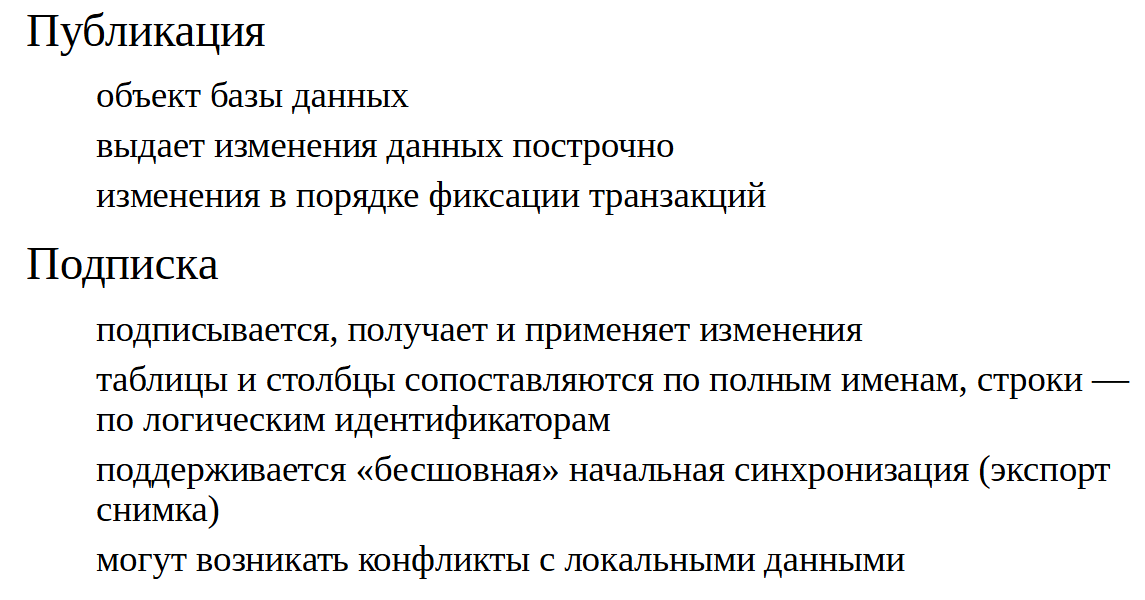 Публикация
объект базы данных
выдает изменения данных построчно
изменения в порядке фиксации транзакций
Подписка
подписывается, получает и применяет изменения
таблицы и столбцы сопоставляются по полным именам, строки —
по логическим идентификаторам
поддерживается «бесшовная» начальная синхронизация (экспорт
снимка)
могут возникать конфликты с локальными данными